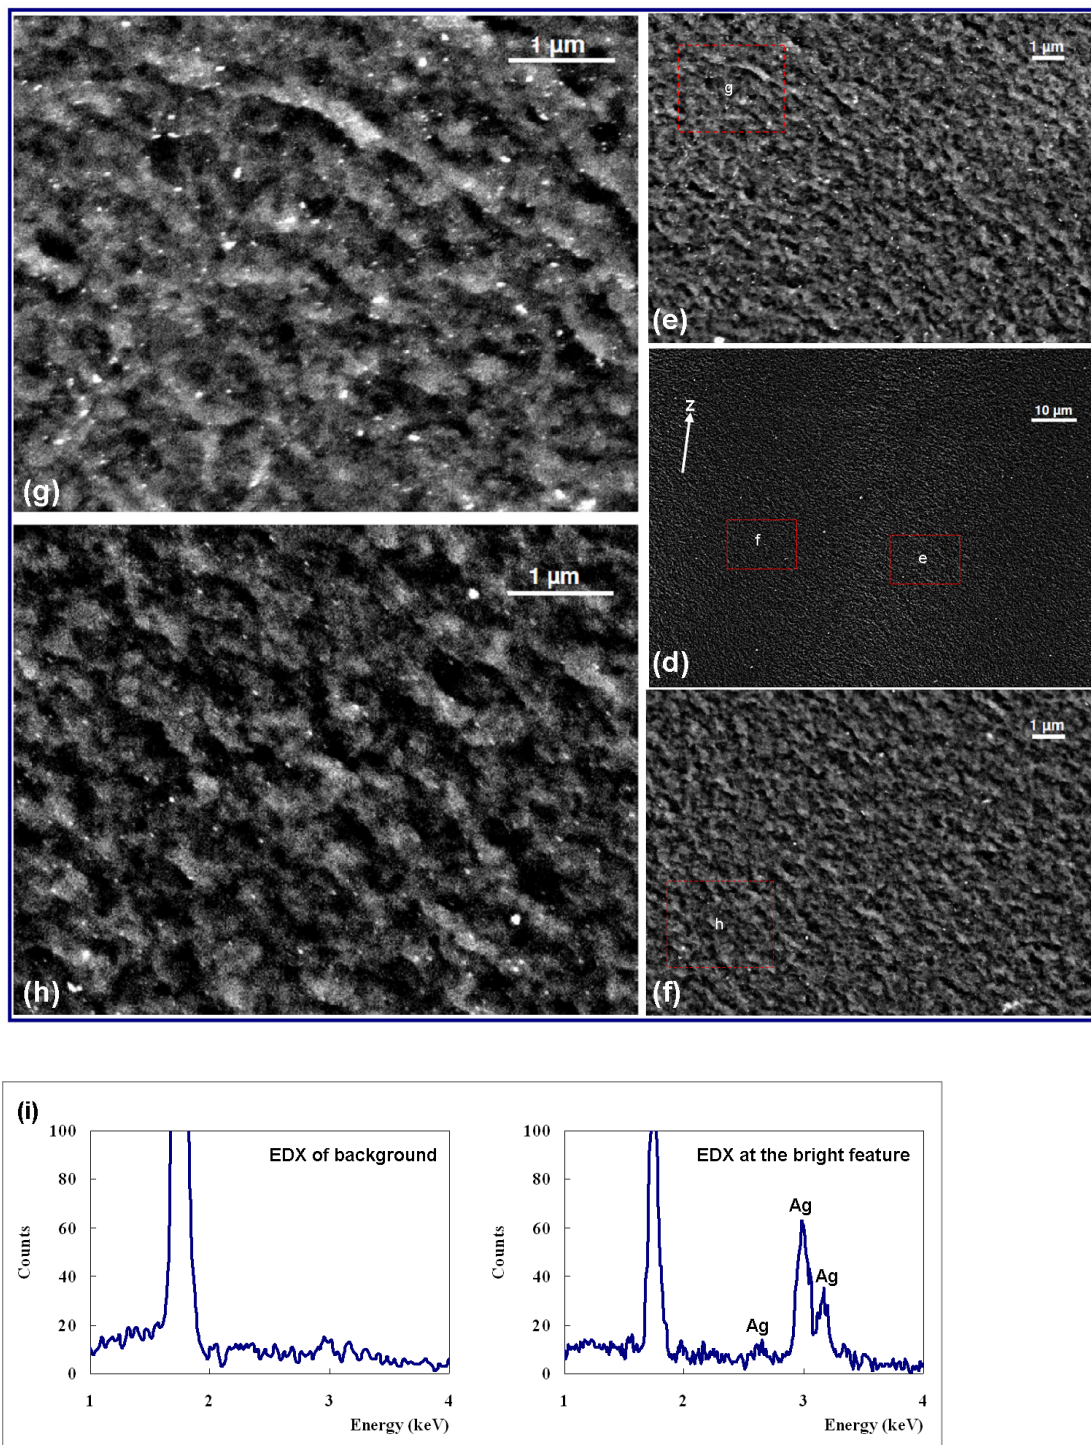 1 µm
(g)
1 µm
g
(e)
z
10 µm
f
e
(d)
1 µm
(h)
1 µm
h
(f)
(i)
EDX of background
100
80
60
40
20
0
Counts
1 2 3 4
Energy (keV)
EDX at the bright feature
100
80
60
40
20
0
Counts
Ag
Ag
Ag
1 2 3 4
Energy (keV)